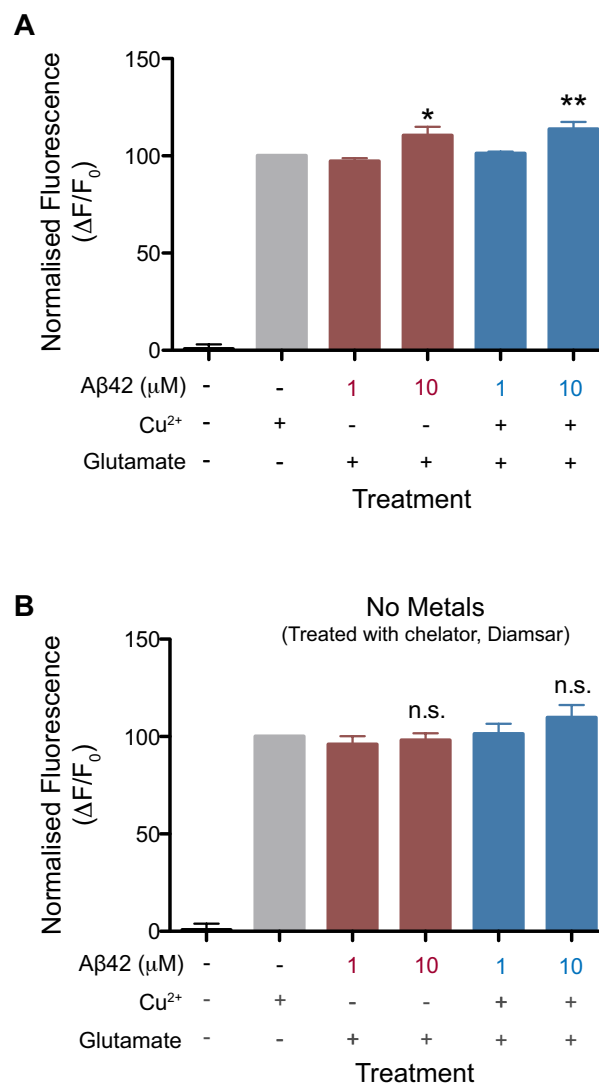 A
Normalised Fluorescence
(ΔF/F0)
150
100
50
0
*
**
Aβ42 (μM) - - 1 10 1 10
Cu²⁺ - + - - + +
Glutamate - - + + + +
Treatment
B
No Metals
(Treated with chelator, Diamsar)
Normalised Fluorescence
(ΔF/F0)
150
100
50
0
n.s.
n.s.
Aβ42 (μM) - - 1 10 1 10
Cu²⁺ - + - - + +
Glutamate - - + + + +
Treatment